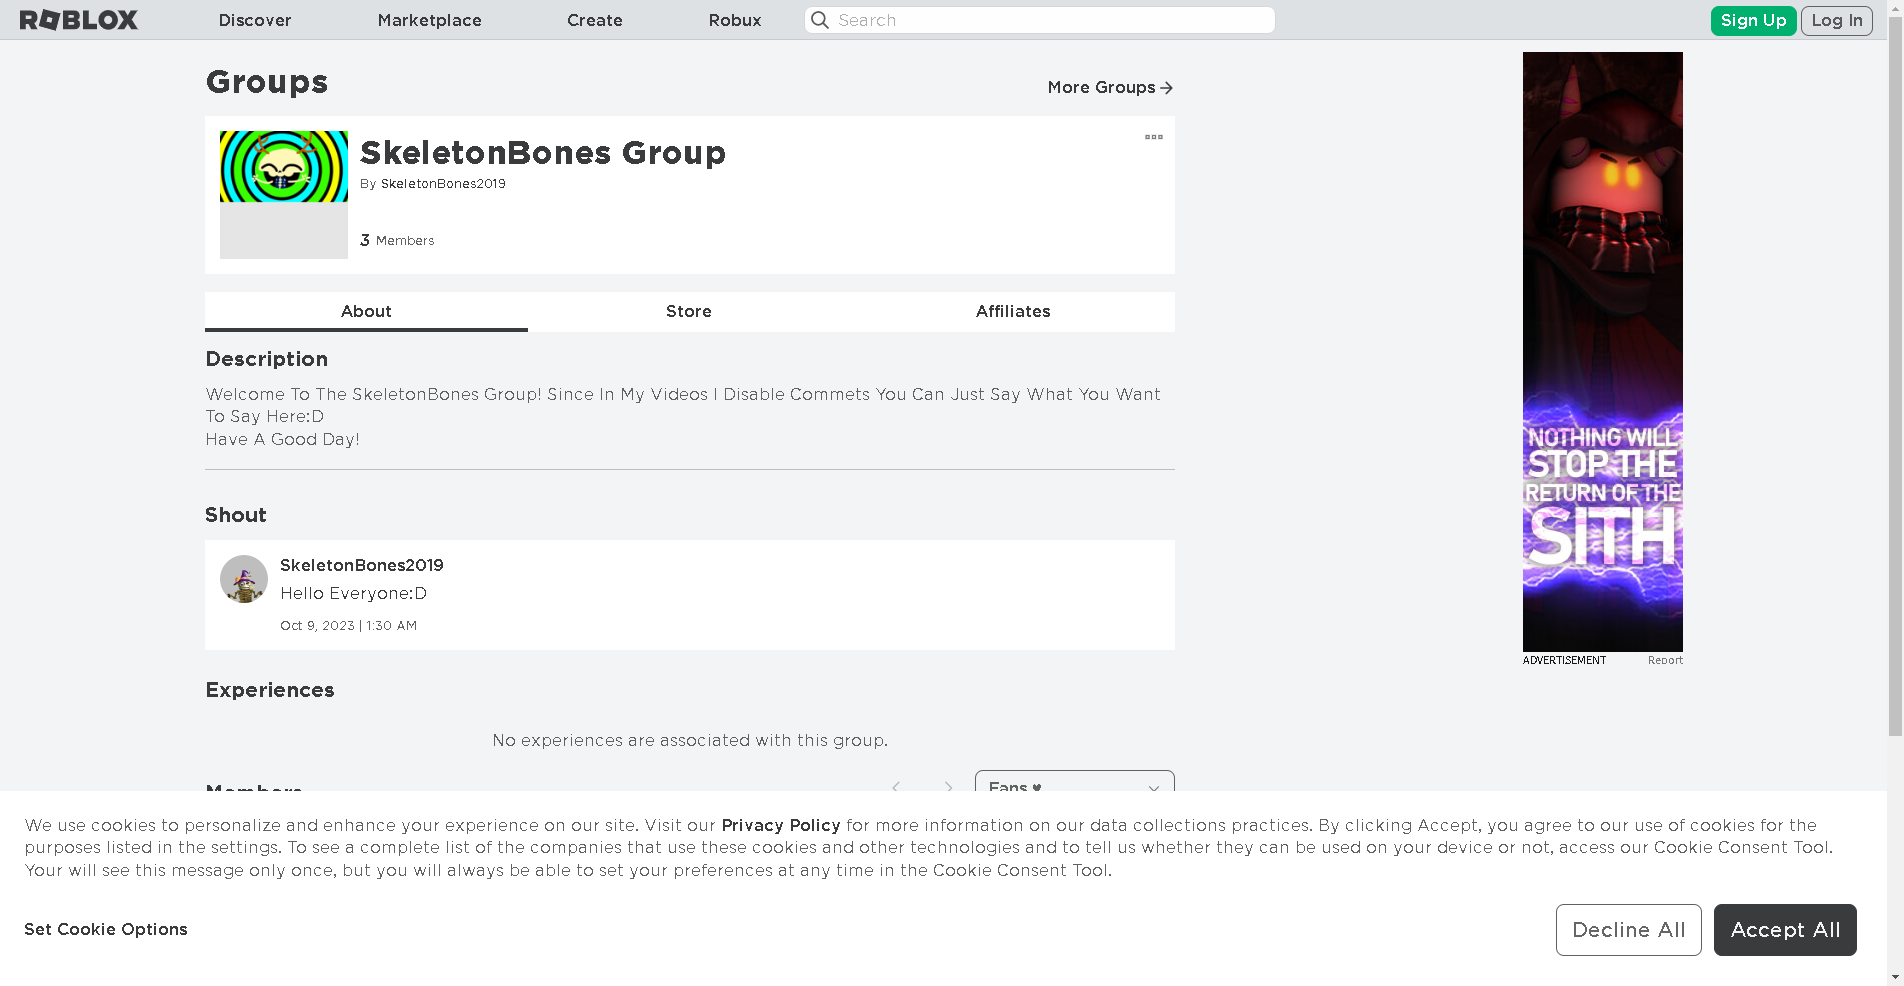 ROBLOX
Discover
Marketplace
Create
Robux
Search
Sign Up
Log In
Groups
More Groups
SkeletonBones Group
By SkeletonBones2019
3 Members
About
Store
Affiliates
Description
Welcome To The SkeletonBones Group! Since In My Videos I Disable Commets You Can Just Say What You Want
To Say Here:D
Have A Good Day!
Shout
SkeletonBones2019
Hello Everyone:D
Oct 9, 2023 | 1:30 AM
Experiences
No experiences are associated with this group.
Members
Fans ♥
NOTHING WILL
STOP THE
RETURN OF THE
SITH
ADVERTISEMENT
Report
We use cookies to personalize and enhance your experience on our site. Visit our Privacy Policy for more information on our data collections practices. By clicking Accept, you agree to our use of cookies for the
purposes listed in the settings. To see a complete list of the companies that use these cookies and other technologies and to tell us whether they can be used on your device or not, access our Cookie Consent Tool.
Your will see this message only once, but you will always be able to set your preferences at any time in the Cookie Consent Tool.
Set Cookie Options
Decline All
Accept All